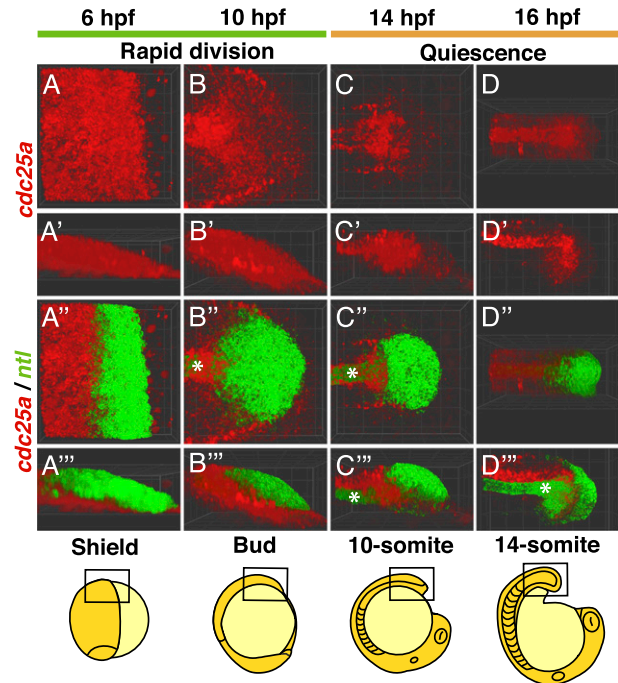 6 hpf 10 hpf 14 hpf 16 hpf
Rapid division Quiescence
A B C D
cdc25a
A’ B’ C’ D’
A’’ B’’ C’’ D’’
* *
cdc25a / ntl
A’’’ B’’’ C’’’ D’’’
* *
Shield Bud 10-somite 14-somite